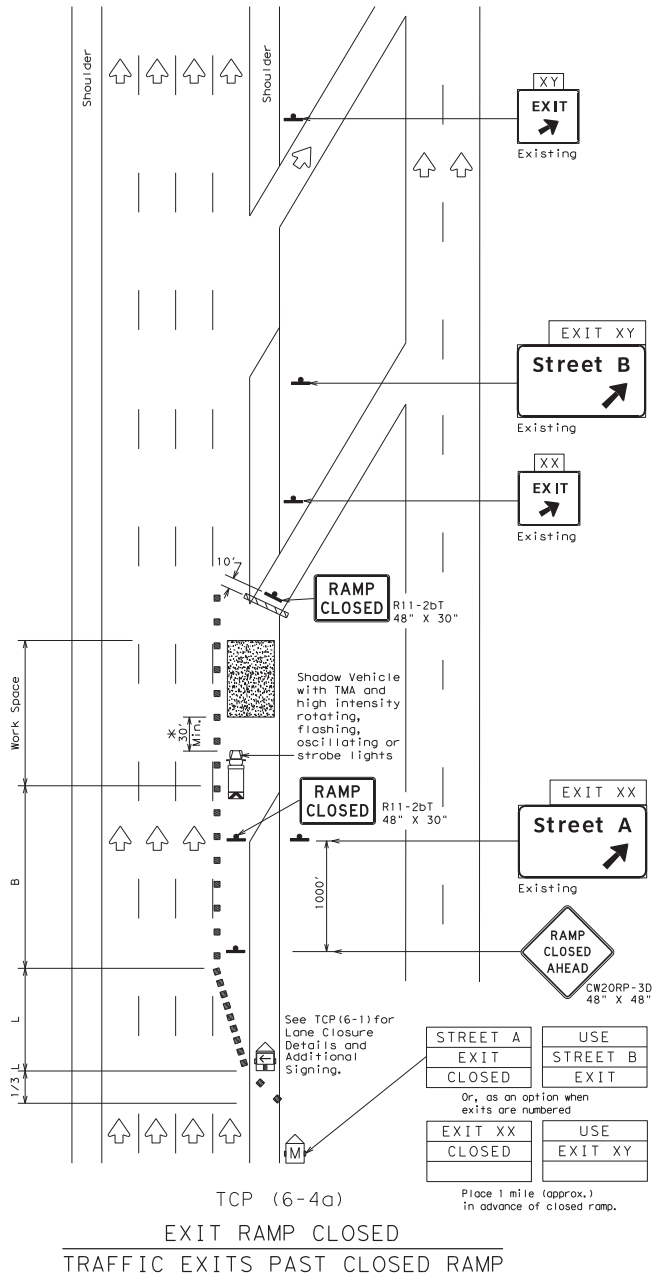 Shoulder
Shoulder
XY
EXIT
Existing
EXIT XY
Street B
Existing
XX
EXIT
Existing
10'
RAMP
CLOSED
R11-2bT
48" X 30"
Work Space
*
30'
Min.
Shadow Vehicle
with TMA and
high intensity
rotating,
flashing,
oscillating or
strobe lights
RAMP
CLOSED
R11-2bT
48" X 30"
EXIT XX
Street A
Existing
B
1000'
RAMP
CLOSED
AHEAD
CW20RP-3D
48" X 48"
L
See TCP(6-1)for
Lane Closure
Details and
Additional
Signing.
1/3 L
STREET A
EXIT
CLOSED
USE
STREET B
EXIT
Or, as an option when
exits are numbered
EXIT XX
CLOSED
USE
EXIT XY
M
Place 1 mile (approx.)
in advance of closed ramp.
TCP (6-4a)
EXIT RAMP CLOSED
TRAFFIC EXITS PAST CLOSED RAMP